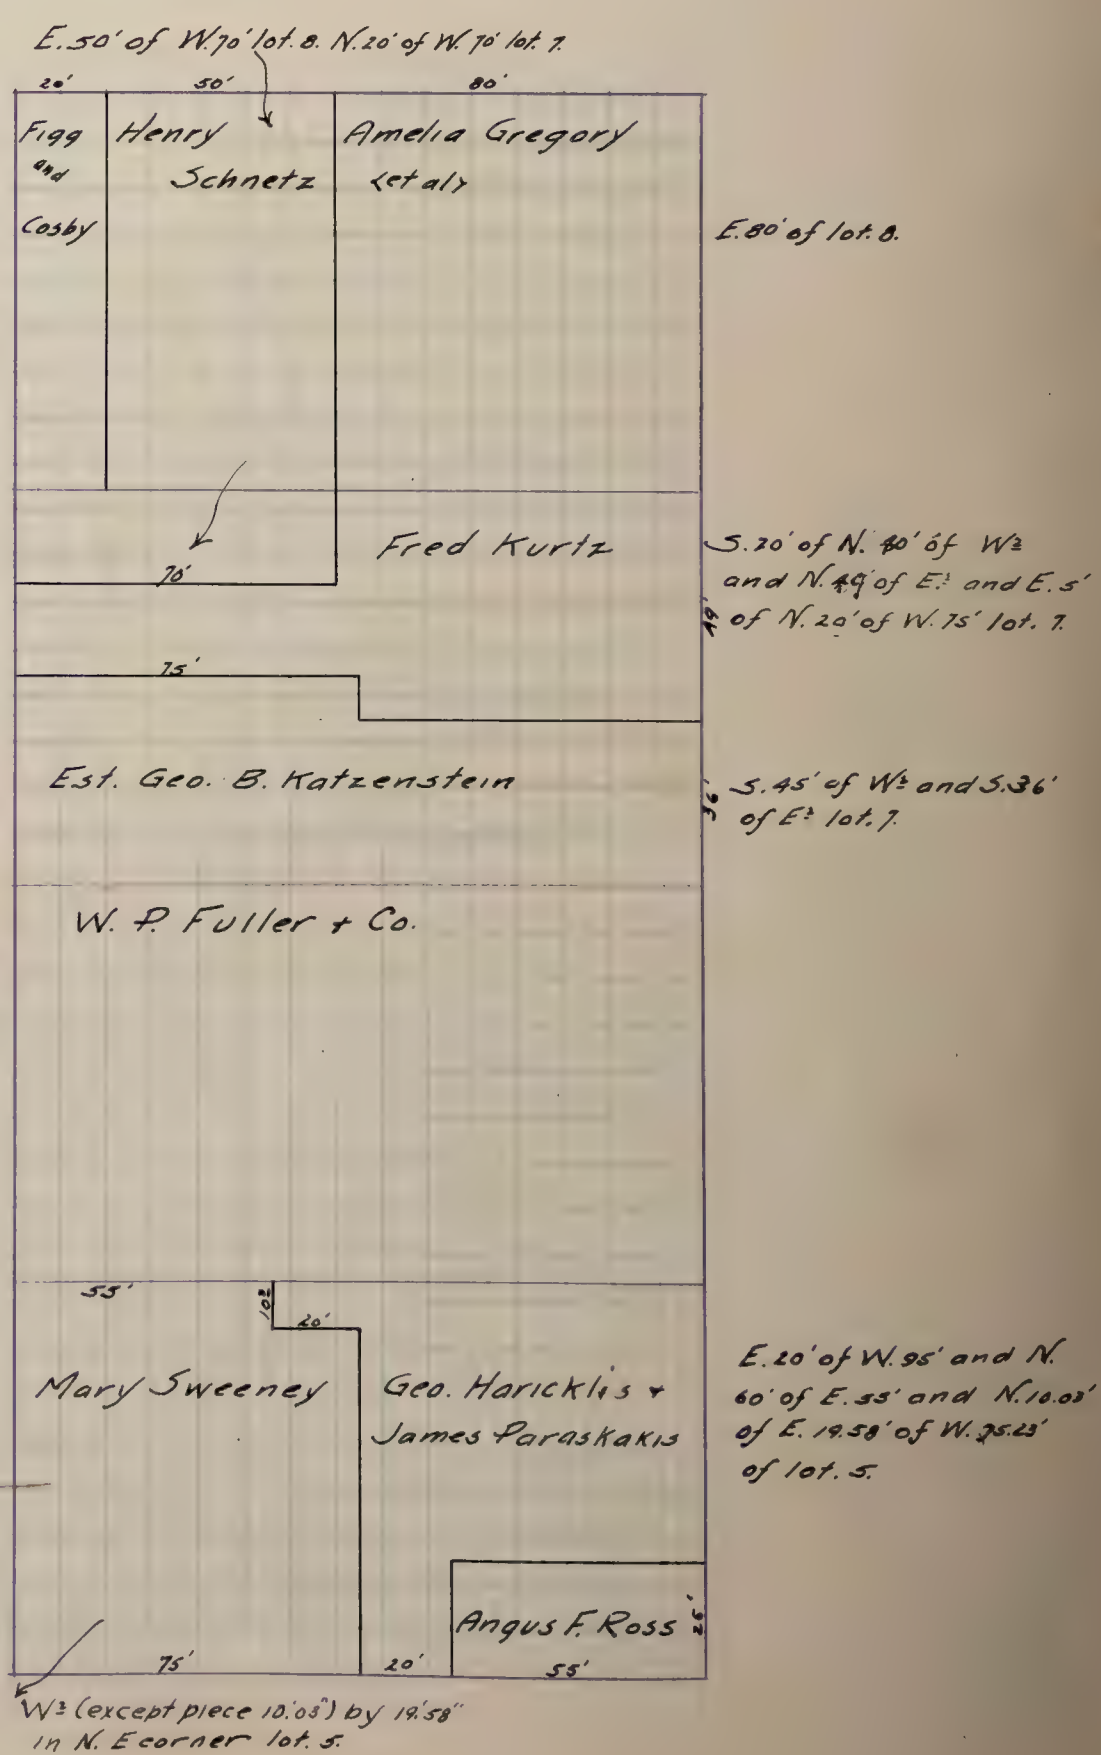 E. 50' of W. 70' lot. 8. N. 20' of W. 70' lot. 7.
20' 50' 80'
Figg and Cosby
Henry Schnetz
Amelia Gregory
<et al>
E. 80' of lot. 8.
Fred Kurtz
S. 20' of N. 40' of W½
and N. 49' of E.½ and E. 5'
of N. 20' of W. 75' lot. 7.
70'
49'
75'
Est. Geo. B. Katzenstein
36'
S. 45' of W½ and S. 36'
of E½ lot. 7.
W. P. Fuller + Co.
55'
20'
Mary Sweeney
Geo. Haricklis +
James Paraskakis
E. 20' of W. 95' and N.
60' of E. 55' and N. 10.03'
of E. 19.58' of W. 75.23'
of lot. 5.
Angus F. Ross
75' 20' 55'
W½ (except piece 10'.03") by 19'.58"
in N. E corner lot. 5.